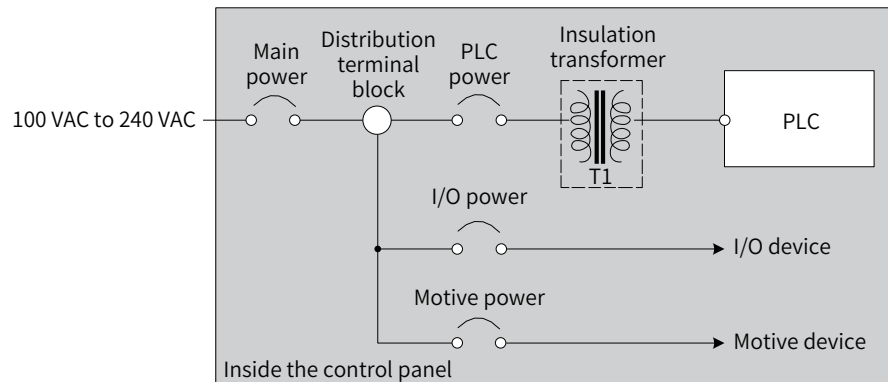 Main
power
Distribution
terminal
block
PLC
power
Insulation
transformer
100 VAC to 240 VAC
PLC
T1
I/O power
I/O device
Motive power
Motive device
Inside the control panel